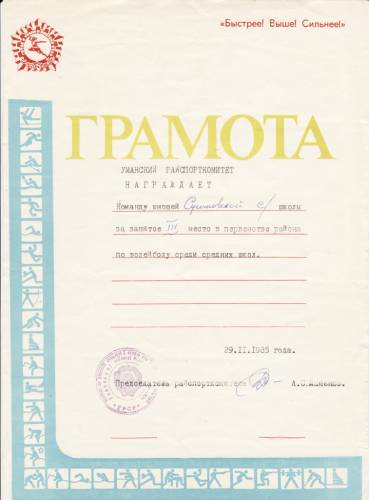 «Быстрее! Выше! Сильнее!»
ГРАМОТА
УМАНСКИЙ РАЙСПОРТКОМИТЕТ
НАГРАЖДАЕТ
Команду юношей с/ школы
за занятое III место в первенстве района
по волейболу среди средних школ.
29.II.1985 года.
Председатель райспорткомитета